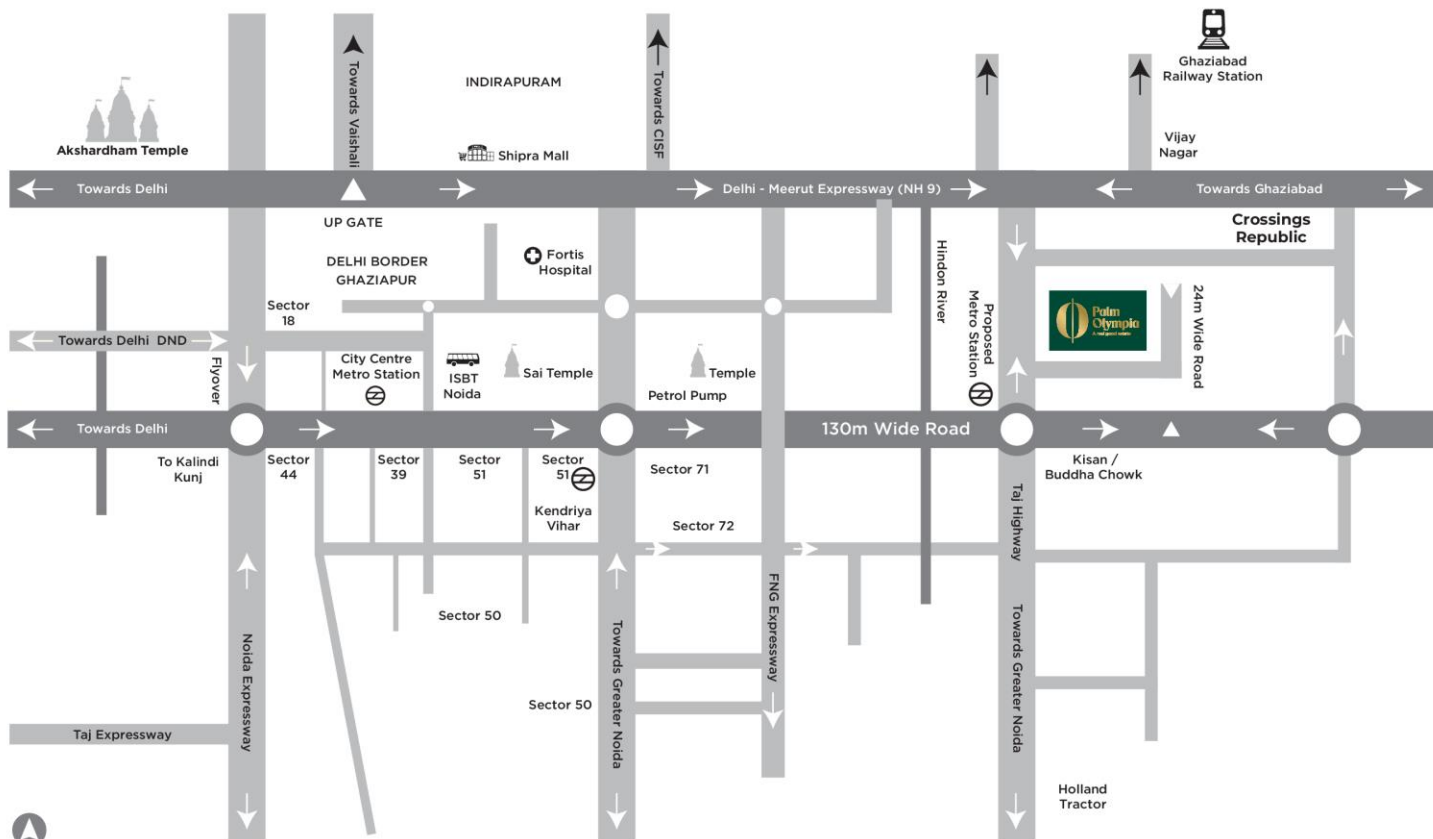 Ghaziabad
Railway Station
Towards Vaishali
INDIRAPURAM
Towards CISF
Akshardham Temple
Shipra Mall
Vijay
Nagar
Towards Delhi
Delhi - Meerut Expressway (NH 9)
Towards Ghaziabad
UP GATE
Crossings
Republic
DELHI BORDER
GHAZIAPUR
Fortis
Hospital
Hindon River
Sector
18
Proposed
Metro Station
Palm
Olympia
24m Wide Road
Towards Delhi DND
Flyover
City Centre
Metro Station
ISBT
Noida
Sai Temple
Temple
Petrol Pump
Towards Delhi
130m Wide Road
To Kalindi
Kunj
Sector
44
Sector
39
Sector
51
Sector
51
Sector 71
Kisan /
Buddha Chowk
Kendriya
Vihar
Sector 72
Taj Highway
FNG Expressway
Sector 50
Noida Expressway
Towards Greater Noida
Towards Greater Noida
Sector 50
Taj Expressway
Holland
Tractor